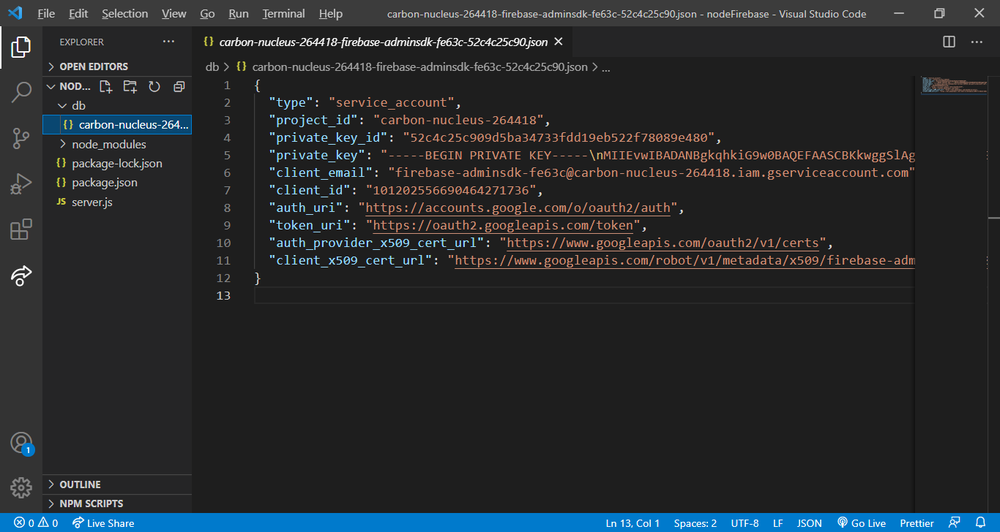 File Edit Selection View Go Run Terminal Help carbon-nucleus-264418-firebase-adminsdk-fe63c-52c4c25c90.json - nodeFirebase - Visual Studio Code
EXPLORER
OPEN EDITORS
NOD...
db
{} carbon-nucleus-264...
node_modules
{} package-lock.json
{} package.json
JS server.js
OUTLINE
NPM SCRIPTS
1
{} carbon-nucleus-264418-firebase-adminsdk-fe63c-52c4c25c90.json
db > {} carbon-nucleus-264418-firebase-adminsdk-fe63c-52c4c25c90.json > ...
1 {
2 "type": "service_account",
3 "project_id": "carbon-nucleus-264418",
4 "private_key_id": "52c4c25c909d5ba34733fdd19eb522f78089e480",
5 "private_key": "-----BEGIN PRIVATE KEY-----\nMIIEvwIBADANBgkqhkiG9w0BAQEFAASCBKkwggSlAg
6 "client_email": "firebase-adminsdk-fe63c@carbon-nucleus-264418.iam.gserviceaccount.com"
7 "client_id": "101202556690464271736",
8 "auth_uri": "https://accounts.google.com/o/oauth2/auth",
9 "token_uri": "https://oauth2.googleapis.com/token",
10 "auth_provider_x509_cert_url": "https://www.googleapis.com/oauth2/v1/certs",
11 "client_x509_cert_url": "https://www.googleapis.com/robot/v1/metadata/x509/firebase-adm
12 }
13
0 0 Live Share Ln 13, Col 1 Spaces: 2 UTF-8 LF JSON Go Live Prettier